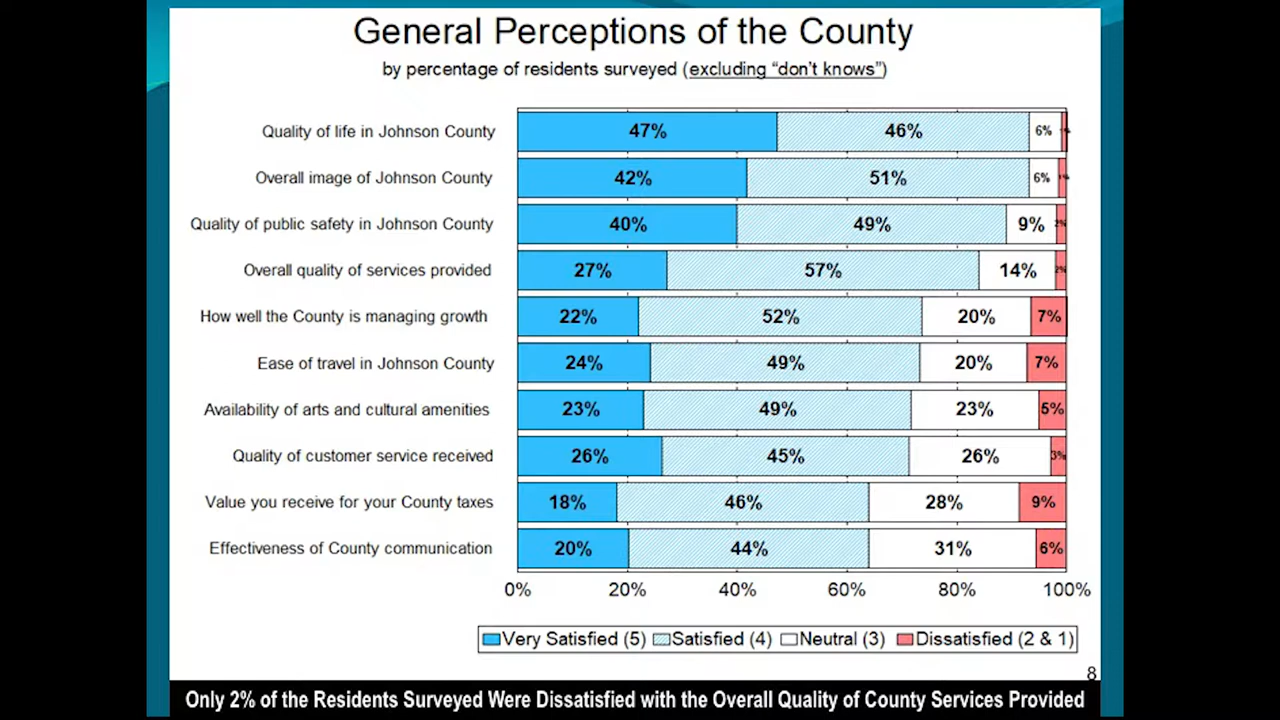 General Perceptions of the County
by percentage of residents surveyed (excluding “don’t knows”)
Quality of life in Johnson County 47% 46% 6%
Overall image of Johnson County 42% 51% 6% 1%
Quality of public safety in Johnson County 40% 49% 9% 2%
Overall quality of services provided 27% 57% 14% 2%
How well the County is managing growth 22% 52% 20% 7%
Ease of travel in Johnson County 24% 49% 20% 7%
Availability of arts and cultural amenities 23% 49% 23% 5%
Quality of customer service received 26% 45% 26% 3%
Value you receive for your County taxes 18% 46% 28% 9%
Effectiveness of County communication 20% 44% 31% 6%
0% 20% 40% 60% 80% 100%
Very Satisfied (5) Satisfied (4) Neutral (3) Dissatisfied (2 & 1)
8
Only 2% of the Residents Surveyed Were Dissatisfied with the Overall Quality of County Services Provided